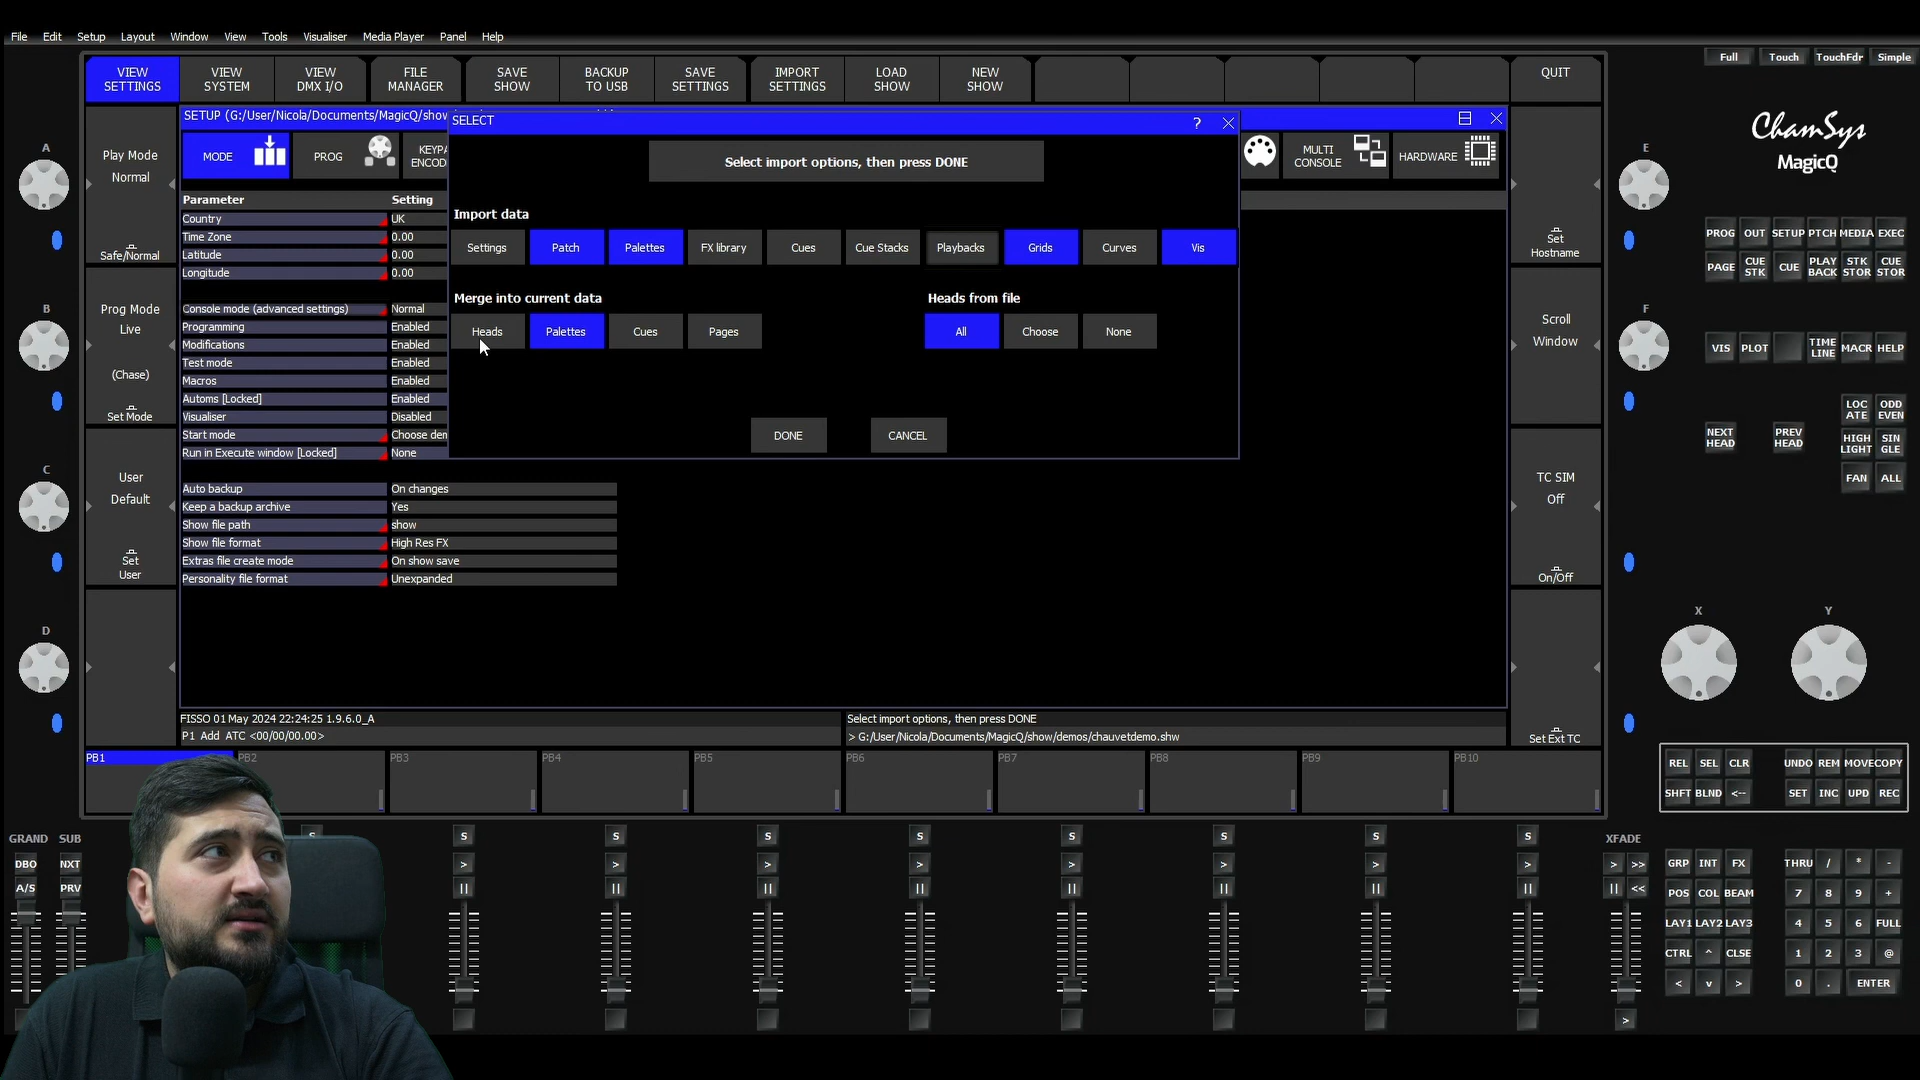 File Edit Setup Layout Window View Tools Visualiser Media Player Panel Help
Full Touch TouchFdr Simple
VIEW SETTINGS
VIEW SYSTEM
VIEW DMX I/O
FILE MANAGER
SAVE SHOW
BACKUP TO USB
SAVE SETTINGS
IMPORT SETTINGS
LOAD SHOW
NEW SHOW
QUIT
SETUP (G:/User/Nicola/Documents/MagicQ/show
SELECT
?
MODE
PROG
MULTI CONSOLE
HARDWARE
Select import options, then press DONE
Parameter Setting
Country UK
Time Zone 0.00
Latitude 0.00
Longitude 0.00
Console mode (advanced settings) Normal
Programming Enabled
Modifications Enabled
Test mode Enabled
Macros Enabled
Automs [Locked] Enabled
Visualiser Disabled
Start mode Choose dem
Run in Execute window [Locked] None
Auto backup On changes
Keep a backup archive Yes
Show file path show
Show file format High Res FX
Extras file create mode On show save
Personality file format Unexpanded
Import data
Settings Patch Palettes FX library Cues Cue Stacks Playbacks Grids Curves Vis
Merge into current data
Heads Palettes Cues Pages
Heads from file
All Choose None
DONE CANCEL
A
Play Mode
Normal
Safe/Normal
B
Prog Mode
Live
(Chase)
Set Mode
C
User
Default
Set
User
D
E
Set
Hostname
F
Scroll
Window
TC SIM
Off
On/Off
Set Ext TC
X Y
FISSO 01 May 2024 22:24:25 1.9.6.0_A
P1 Add ATC <00/00/00.00>
Select import options, then press DONE
> G:/User/Nicola/Documents/MagicQ/show/demos/chauvetdemo.shw
PB1 PB2 PB3 PB4 PB5 PB6 PB7 PB8 PB9 PB10
ChamSys
MagicQ
PROG OUT SETUP PTCH MEDIA EXEC
PAGE CUE STK CUE PLAY BACK STK STOR CUE STOR
VIS PLOT TIME LINE MACR HELP
NEXT HEAD PREV HEAD
LOC ATE ODD EVEN
HIGH LIGHT SIN GLE
FAN ALL
REL SEL CLR UNDO REM MOVE COPY
SHFT BLND <-- SET INC UPD REC
GRAND SUB
DBO NXT
A/S PRV
S S S S S S S S
> > > > > > > >
|| || || || || || || ||
XFADE
> >>
|| <<
>
GRP INT FX THRU / * -
POS COL BEAM 7 8 9 +
LAY1 LAY2 LAY3 4 5 6 FULL
CTRL ^ CLSE 1 2 3 @
< v > 0 . ENTER